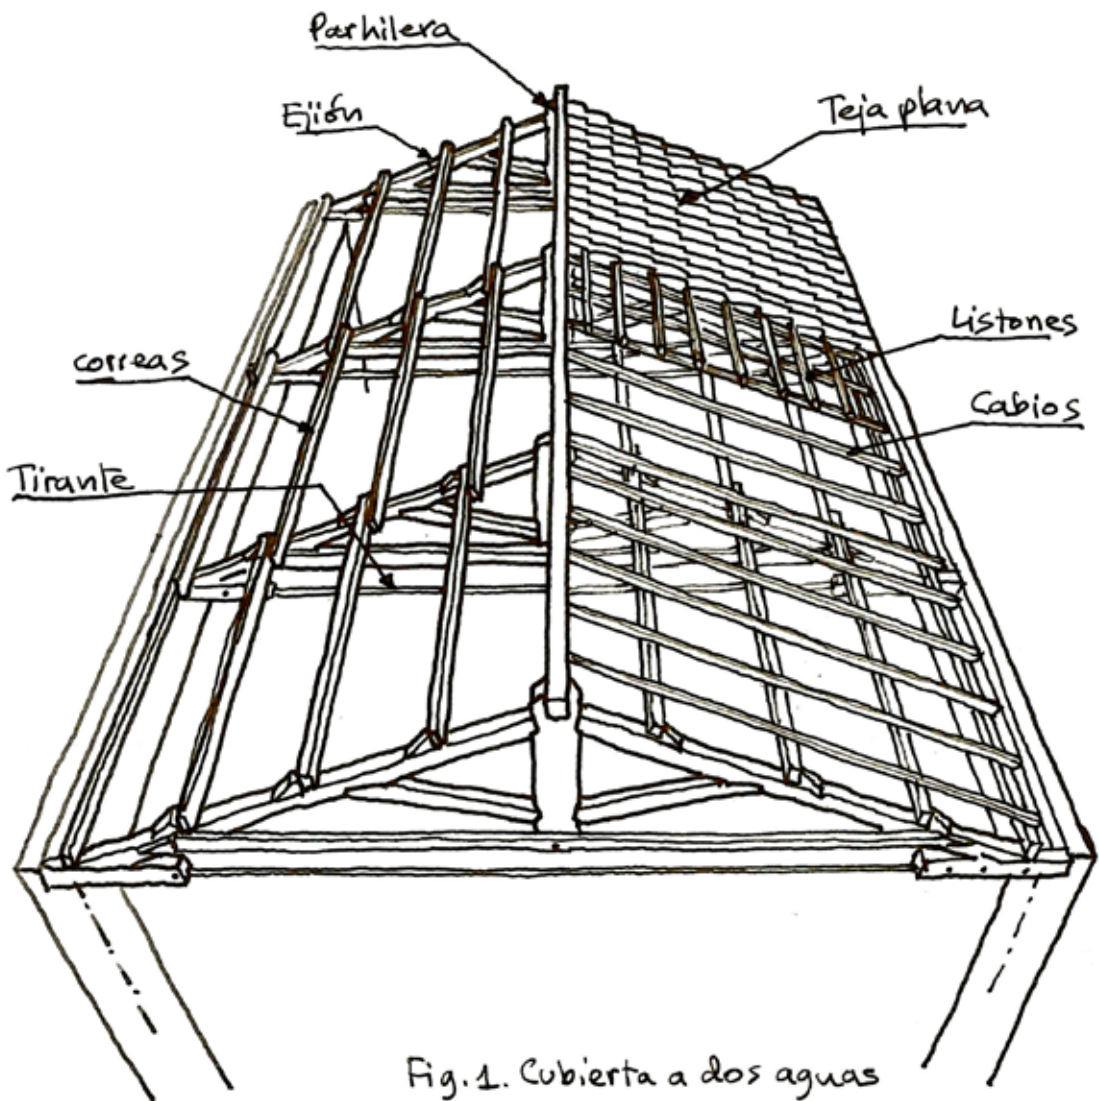 Parhilera
Ejión
Teja plana
Listones
correas
Cabios
Tirante
Fig. 1. Cubierta a dos aguas